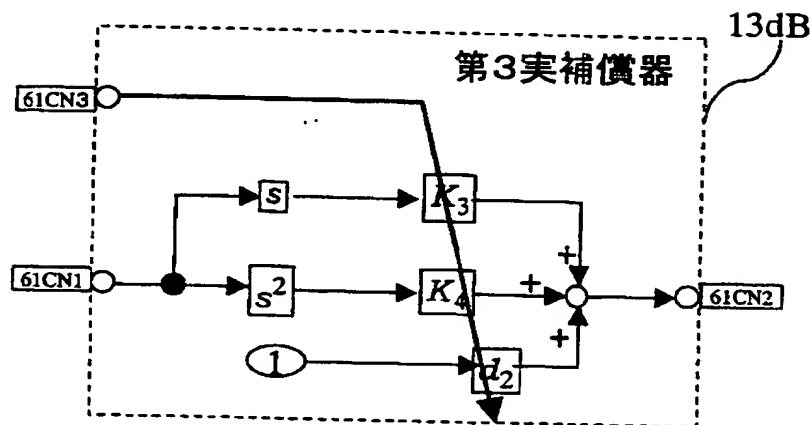 13dB
第3実補償器
61CN3
s
K₃
61CN1
s²
K₄
61CN2
1
d₂
+
+
+